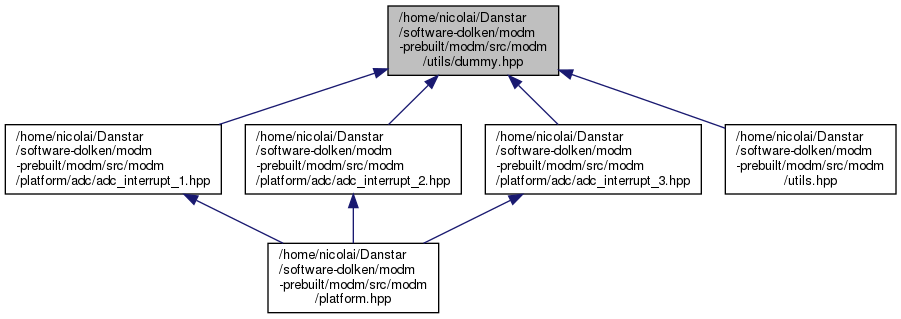 /home/nicolai/Danstar
/software-dolken/modm
-prebuilt/modm/src/modm
/utils/dummy.hpp
/home/nicolai/Danstar
/software-dolken/modm
-prebuilt/modm/src/modm
/platform/adc/adc_interrupt_1.hpp
/home/nicolai/Danstar
/software-dolken/modm
-prebuilt/modm/src/modm
/platform/adc/adc_interrupt_2.hpp
/home/nicolai/Danstar
/software-dolken/modm
-prebuilt/modm/src/modm
/platform/adc/adc_interrupt_3.hpp
/home/nicolai/Danstar
/software-dolken/modm
-prebuilt/modm/src/modm
/utils.hpp
/home/nicolai/Danstar
/software-dolken/modm
-prebuilt/modm/src/modm
/platform.hpp